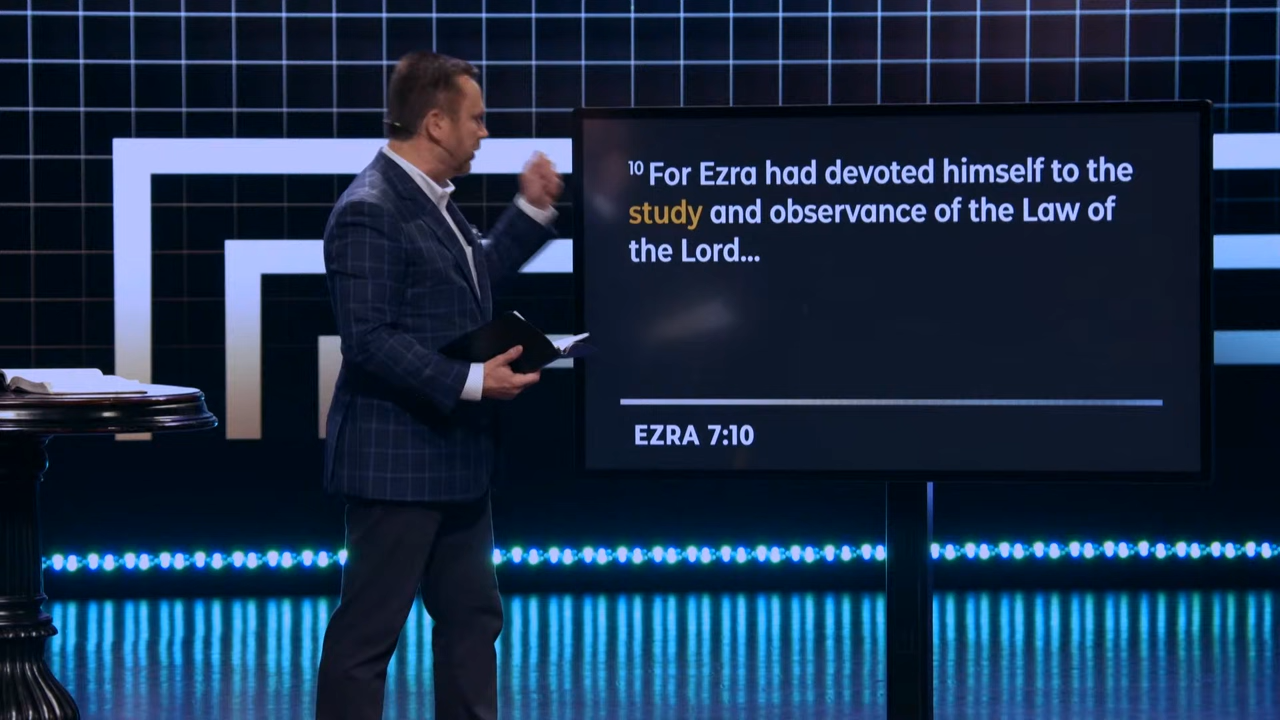 10 For Ezra had devoted himself to the
study and observance of the Law of
the Lord...
EZRA 7:10